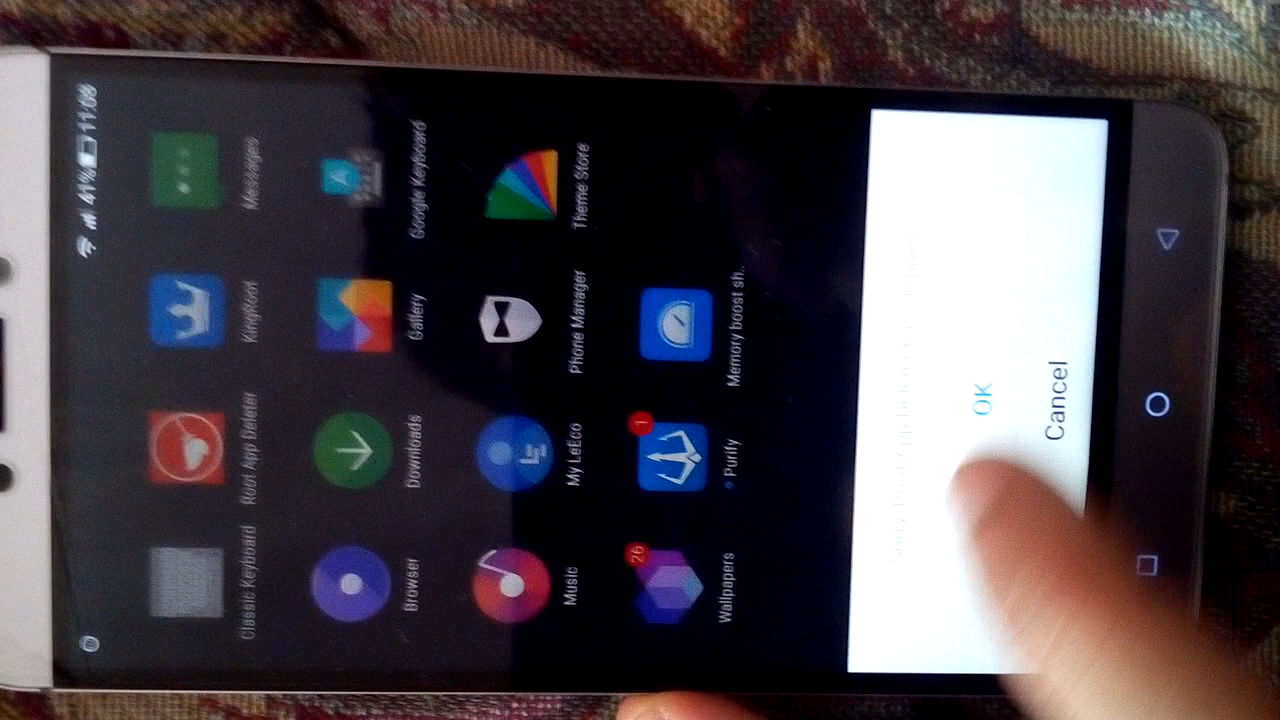 41% 11:08
Classic Keyboard Root App Deleter KingRoot Messages
Browser Downloads Gallery Google Keyboard
Music My LeEco Phone Manager Theme Store
26 1
Wallpapers Purify Memory boost sh..
OK
Cancel